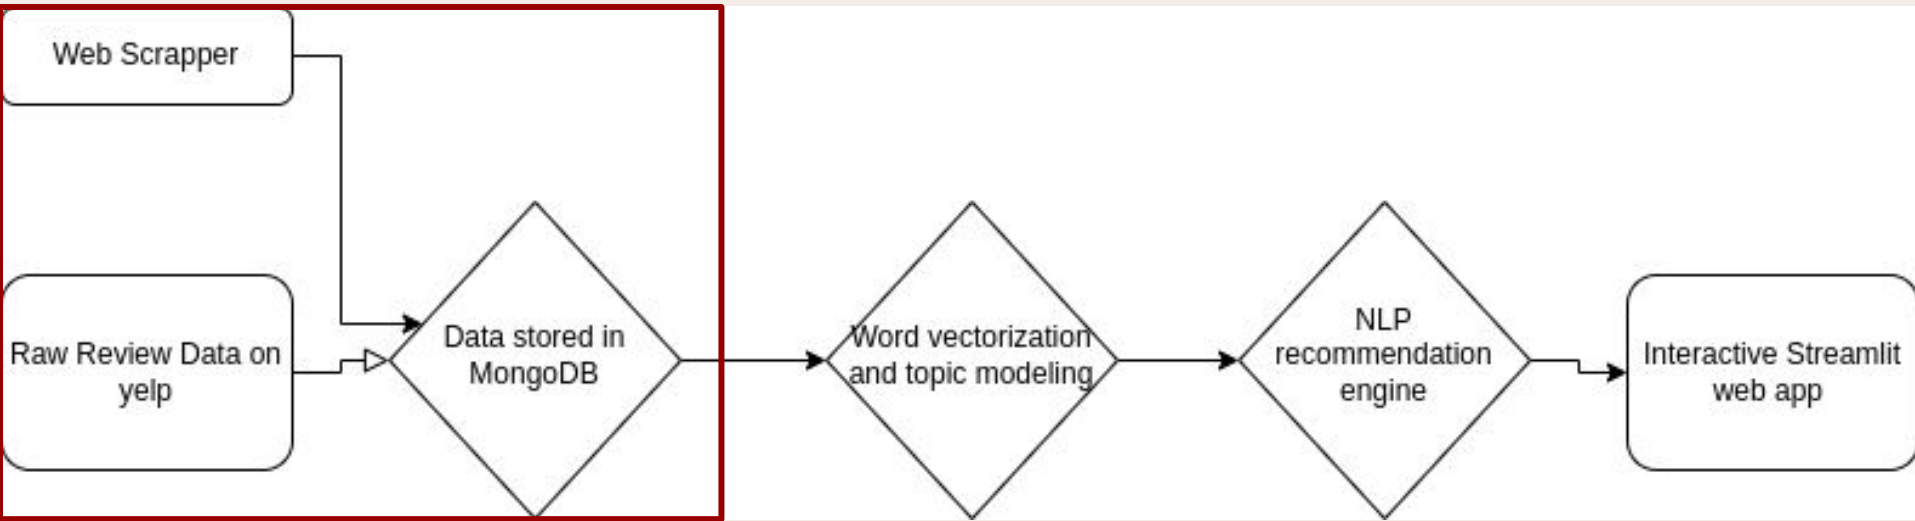 Web Scrapper
Raw Review Data on
yelp
Data stored in
MongoDB
Word vectorization
and topic modeling
NLP
recommendation
engine
Interactive Streamlit
web app